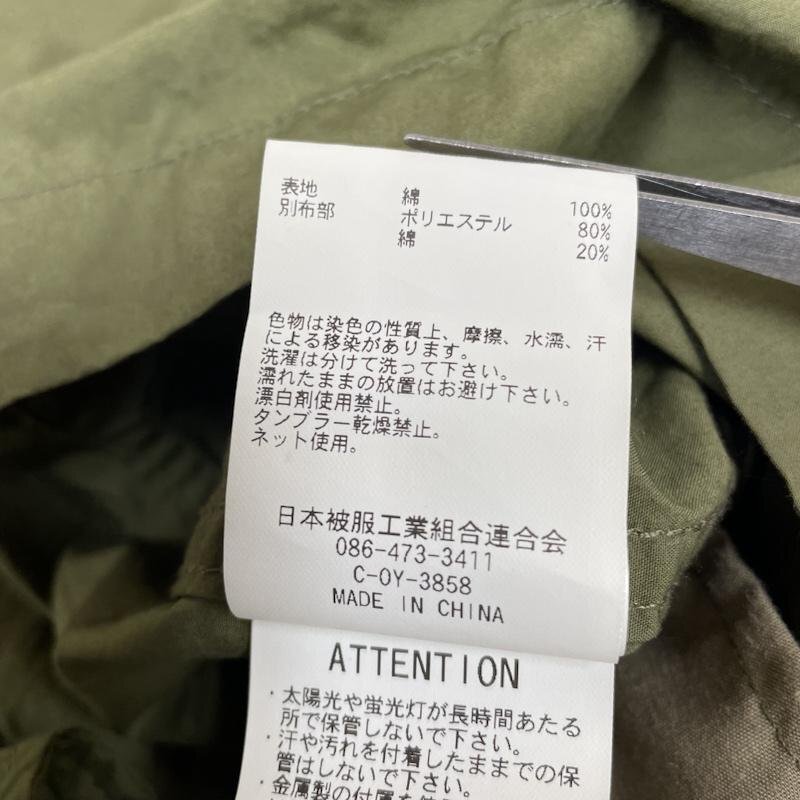 表地 綿 100%
別布部 ポリエステル 80%
綿 20%
色物は染色の性質上、摩擦、水濡、汗
による移染があります。
洗濯は分けて洗って下さい。
濡れたままの放置はお避け下さい。
漂白剤使用禁止。
タンブラー乾燥禁止。
ネット使用。
日本被服工業組合連合会
086-473-3411
C-OY-3858
MADE IN CHINA
ATTENTION
・太陽光や蛍光灯が長時間あたる
所で保管しないで下さい。
・汗や汚れを付着したままでの保
管はしないで下さい。
・金属製の付属を